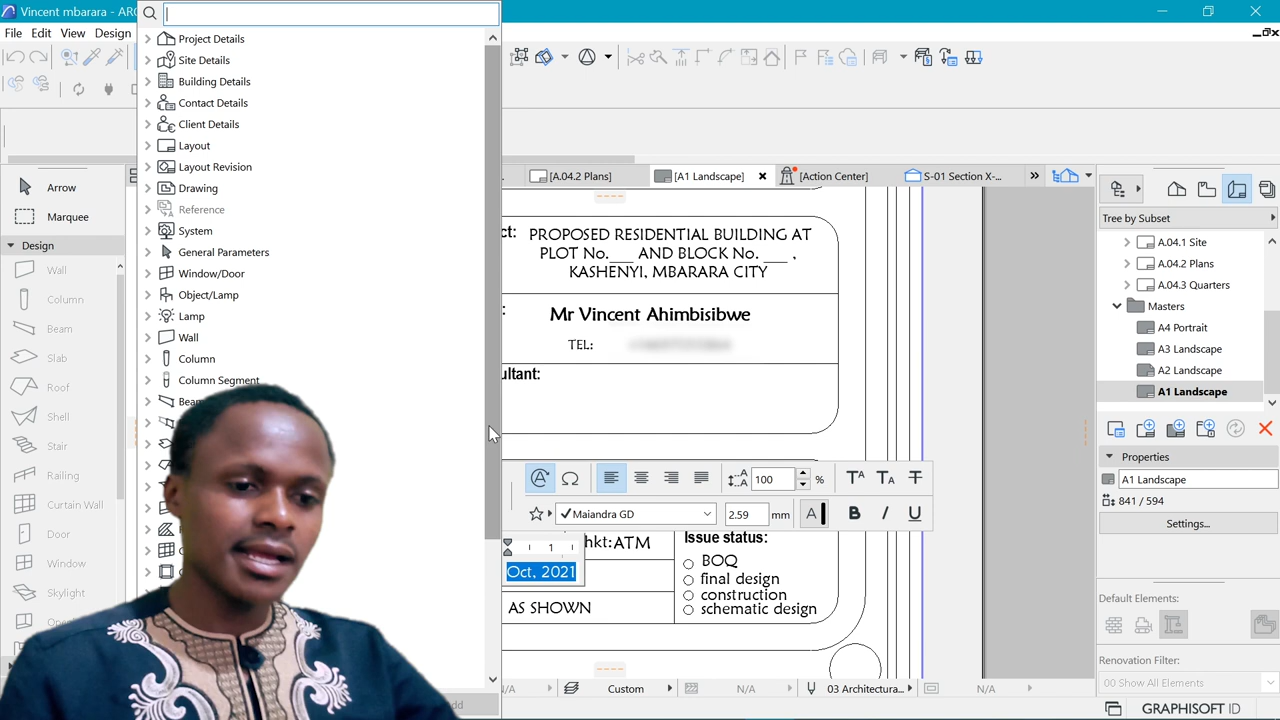 Vincent mbarara - ARC
File Edit View Design
Project Details
Site Details
Building Details
Contact Details
Client Details
Layout
Layout Revision
Drawing
Reference
System
General Parameters
Window/Door
Object/Lamp
Lamp
Wall
Column
Column Segment
Bea
[A.04.2 Plans]
[A1 Landscape]
[Action Center]
S-01 Section X-...
Arrow
Marquee
Design
Wall
Column
Beam
Slab
Roof
Shell
Stair
Railing
Curtain Wall
Door
Window
Skylight
PROPOSED RESIDENTIAL BUILDING AT
PLOT No.___ AND BLOCK No. ___ ,
KASHENYI, MBARARA CITY
Mr Vincent Ahimbisibwe
TEL:
ultant:
100 %
Maiandra GD 2.59 mm A B I U
hkt:ATM
1
Oct, 2021
AS SHOWN
Issue status:
BOQ
final design
construction
schematic design
N/A Custom N/A 03 Architectura... N/A
Tree by Subset
A.04.1 Site
A.04.2 Plans
A.04.3 Quarters
Masters
A4 Portrait
A3 Landscape
A2 Landscape
A1 Landscape
Properties
A1 Landscape
841 / 594
Settings...
Default Elements:
Renovation Filter:
00 Show All Elements
GRAPHISOFT ID